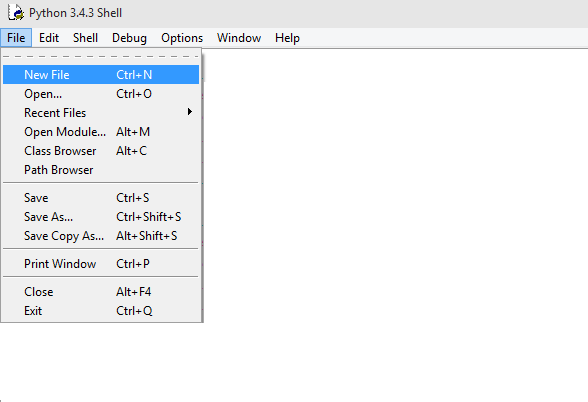 Python 3.4.3 Shell
File Edit Shell Debug Options Window Help
New File Ctrl+N
Open... Ctrl+O
Recent Files
Open Module... Alt+M
Class Browser Alt+C
Path Browser
Save Ctrl+S
Save As... Ctrl+Shift+S
Save Copy As... Alt+Shift+S
Print Window Ctrl+P
Close Alt+F4
Exit Ctrl+Q